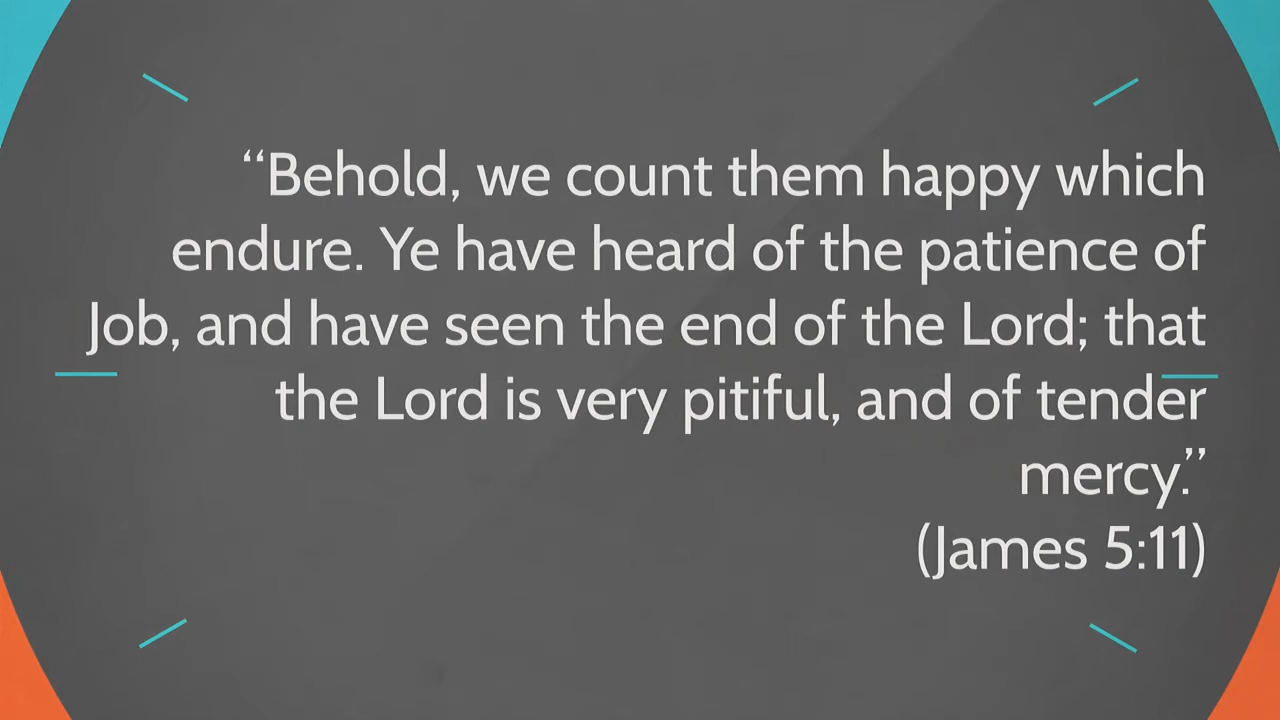 “Behold, we count them happy which
endure. Ye have heard of the patience of
Job, and have seen the end of the Lord; that
the Lord is very pitiful, and of tender
mercy.”
(James 5:11)